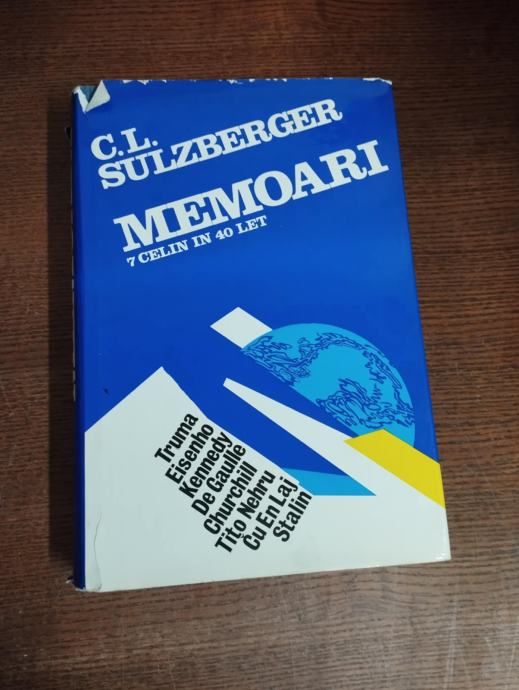 C.L.
SULZBERGER
MEMOARI
7 CELIN IN 40 LET
Truma
Eisenho
Kennedy
De Gaulle
Churchill
Tito Nehru
Ču En Laj
Stalin